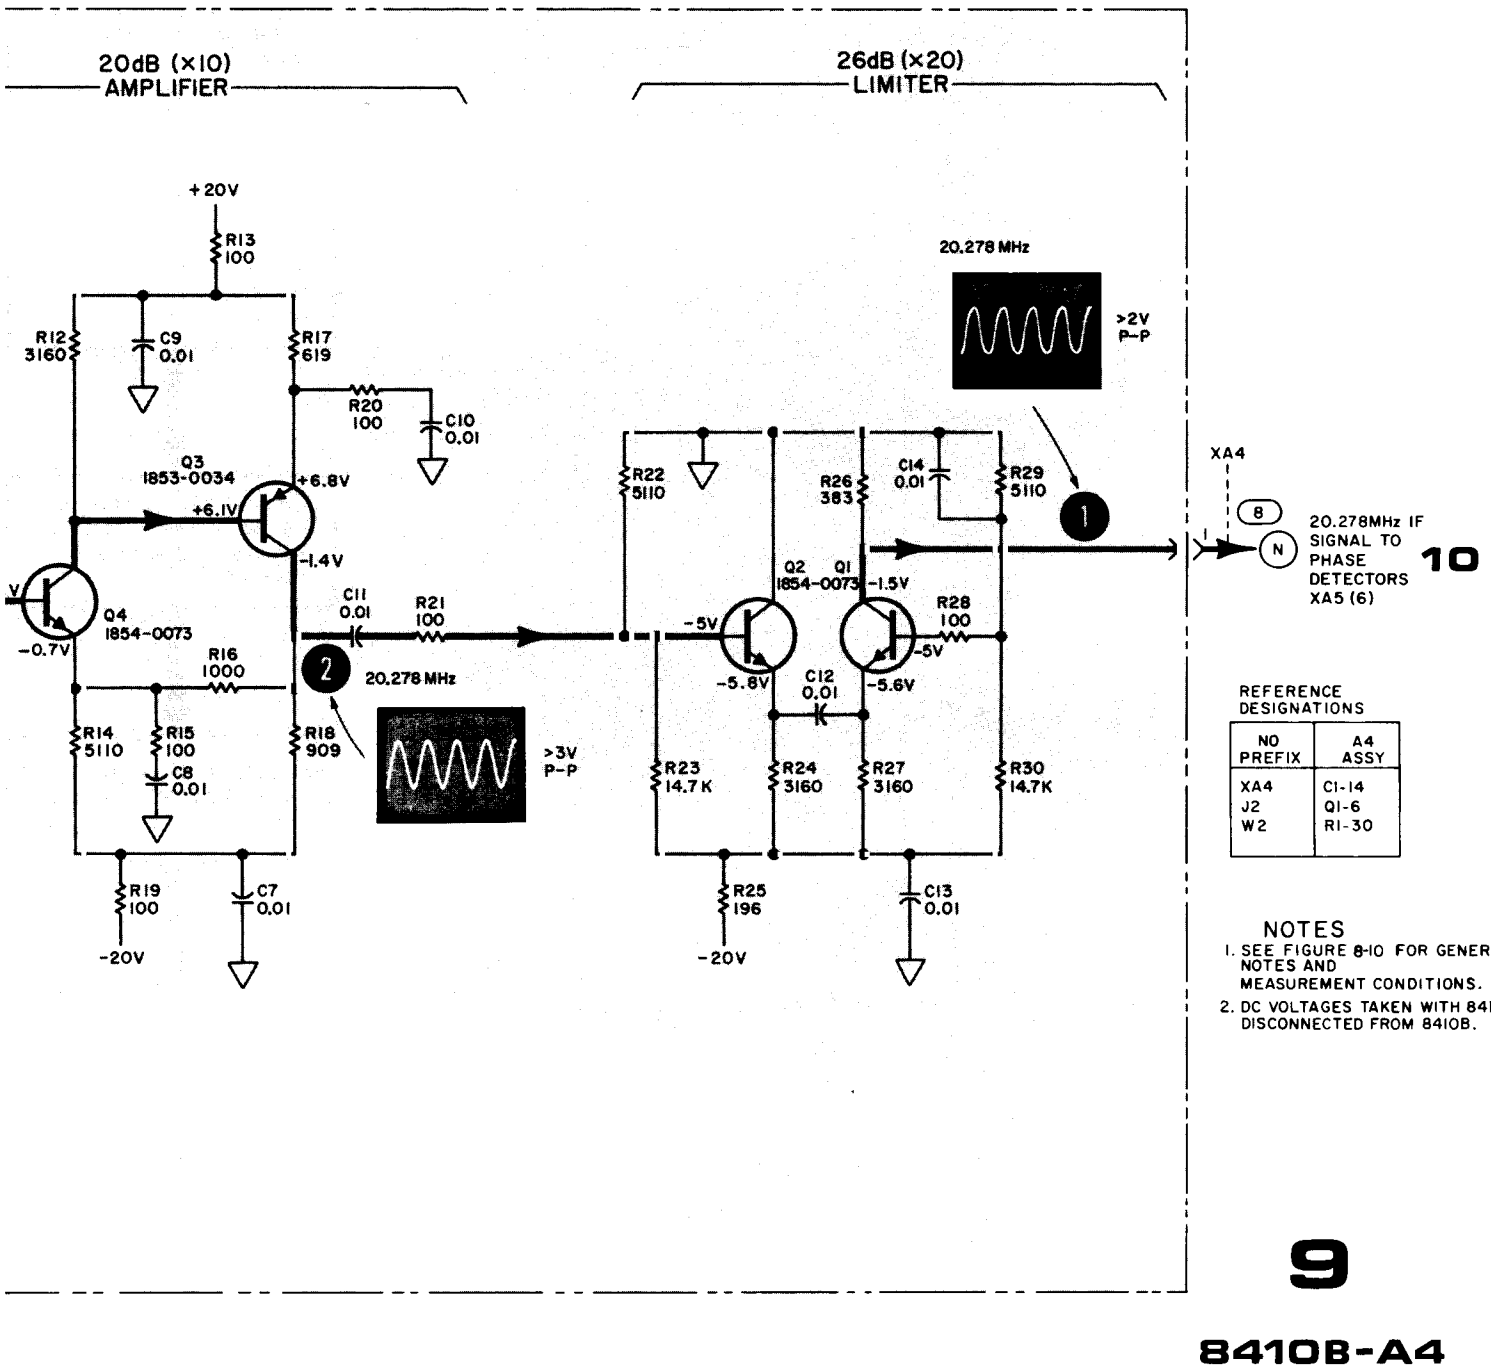 20dB (×10)
AMPLIFIER
26dB (×20)
LIMITER
+20V
R13
100
20.278 MHz
>2V
P-P
R12
3160
C9
0.01
R17
619
R20
100
C10
0.01
Q3
1853-0034
+6.8V
+6.1V
-1.4V
R22
5110
R26
383
C14
0.01
R29
5110
1
XA4
8
1
N
20.278MHz IF
SIGNAL TO
PHASE
DETECTORS
XA5 (6)
10
V
Q4
1854-0073
-0.7V
C11
0.01
R21
100
Q2
1854-0073
Q1
-1.5V
-5V
R28
100
-5V
R16
1000
2
20.278 MHz
-5.8V
C12
0.01
-5.6V
R14
5110
R15
100
C8
0.01
R18
909
>3V
P-P
R23
14.7K
R24
3160
R27
3160
R30
14.7K
REFERENCE
DESIGNATIONS
NO
PREFIX
A4
ASSY
XA4
C1-14
J2
Q1-6
W2
R1-30
R19
100
C7
0.01
-20V
R25
196
C13
0.01
-20V
NOTES
1. SEE FIGURE 8-10 FOR GENER
NOTES AND
MEASUREMENT CONDITIONS.
2. DC VOLTAGES TAKEN WITH 841
DISCONNECTED FROM 8410B.
9
8410B-A4